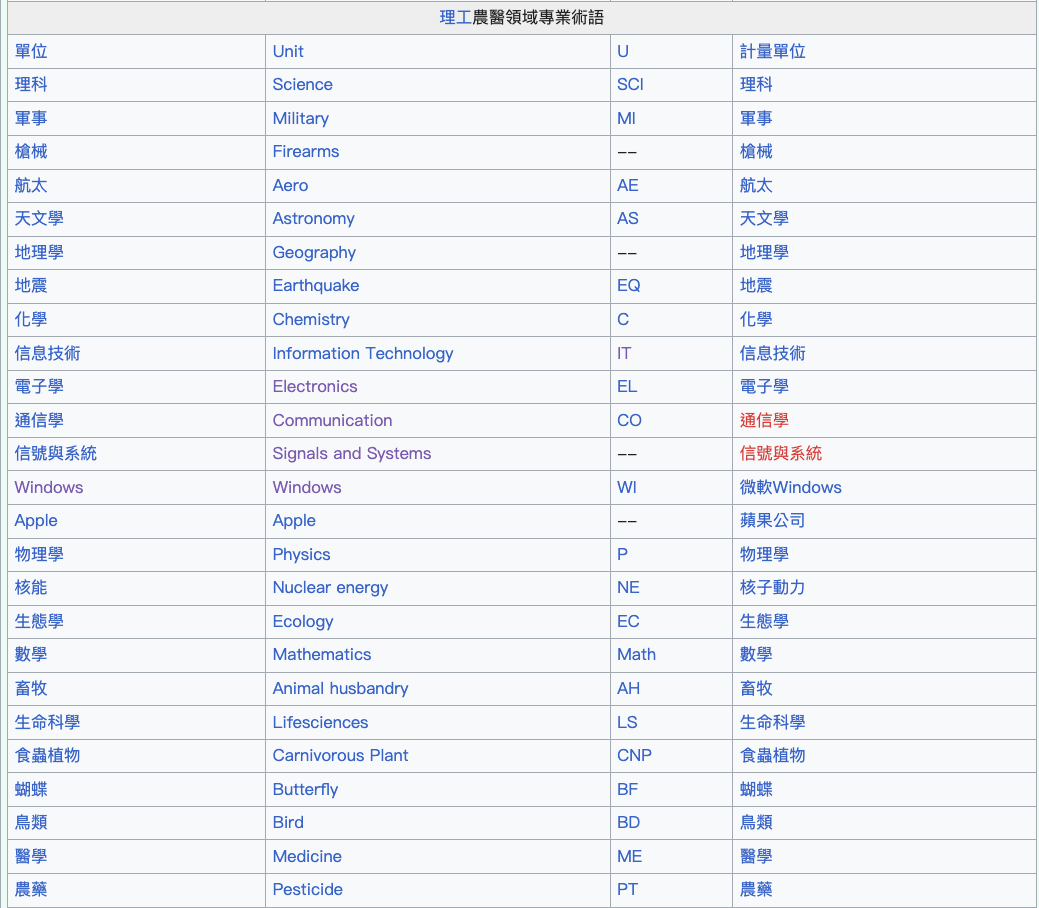 理工農醫領域專業術語
單位 Unit U 計量單位
理科 Science SCI 理科
軍事 Military MI 軍事
槍械 Firearms –– 槍械
航太 Aero AE 航太
天文學 Astronomy AS 天文學
地理學 Geography –– 地理學
地震 Earthquake EQ 地震
化學 Chemistry C 化學
信息技術 Information Technology IT 信息技術
電子學 Electronics EL 電子學
通信學 Communication CO 通信學
信號與系統 Signals and Systems –– 信號與系統
Windows Windows WI 微軟Windows
Apple Apple –– 蘋果公司
物理學 Physics P 物理學
核能 Nuclear energy NE 核子動力
生態學 Ecology EC 生態學
數學 Mathematics Math 數學
畜牧 Animal husbandry AH 畜牧
生命科學 Lifesciences LS 生命科學
食蟲植物 Carnivorous Plant CNP 食蟲植物
蝴蝶 Butterfly BF 蝴蝶
鳥類 Bird BD 鳥類
醫學 Medicine ME 醫學
農藥 Pesticide PT 農藥